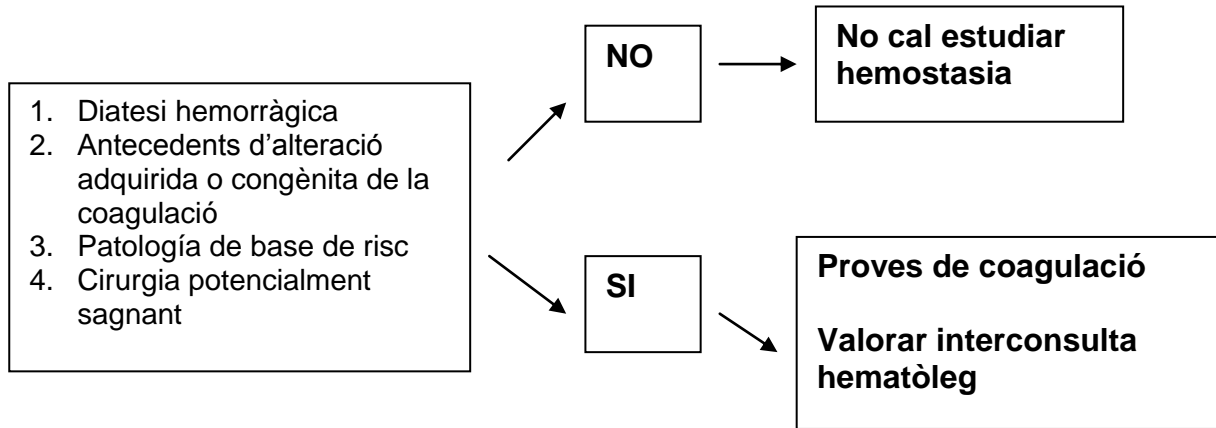 1. Diatesi hemorràgica
2. Antecedents d'alteració
adquirida o congènita de la
coagulació
3. Patología de base de risc
4. Cirurgia potencialment
sagnant
NO
No cal estudiar
hemostasia
SI
Proves de coagulació
Valorar interconsulta
hematòleg